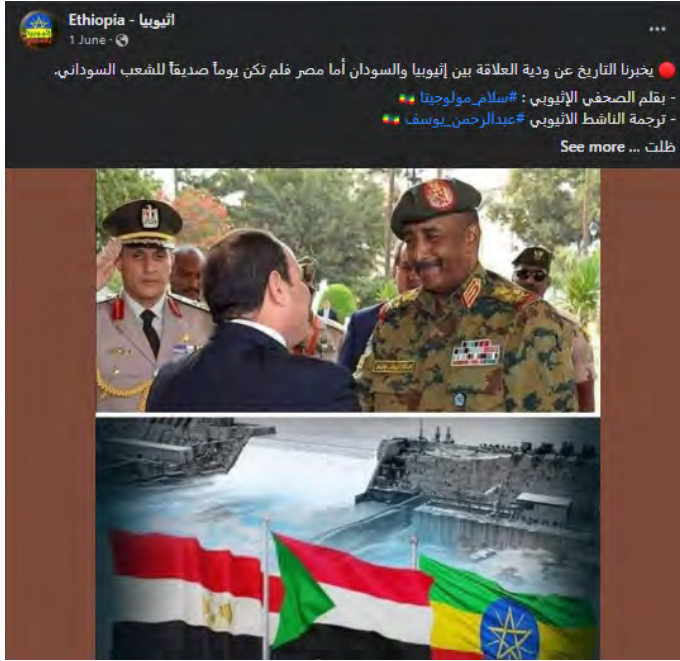 Ethiopia - اثيوبيا
1 June
🔴 يخبرنا التاريخ عن ودية العلاقة بين إثيوبيا والسودان أما مصر فلم تكن يوماً صديقاً للشعب السوداني.
- بقلم الصحفي الإثيوبي : #سلام_مولوجيتا 🇪🇹
- ترجمة الناشط الاثيوبي #عبدالرحمن_يوسف 🇪🇹
ظلت ... See more